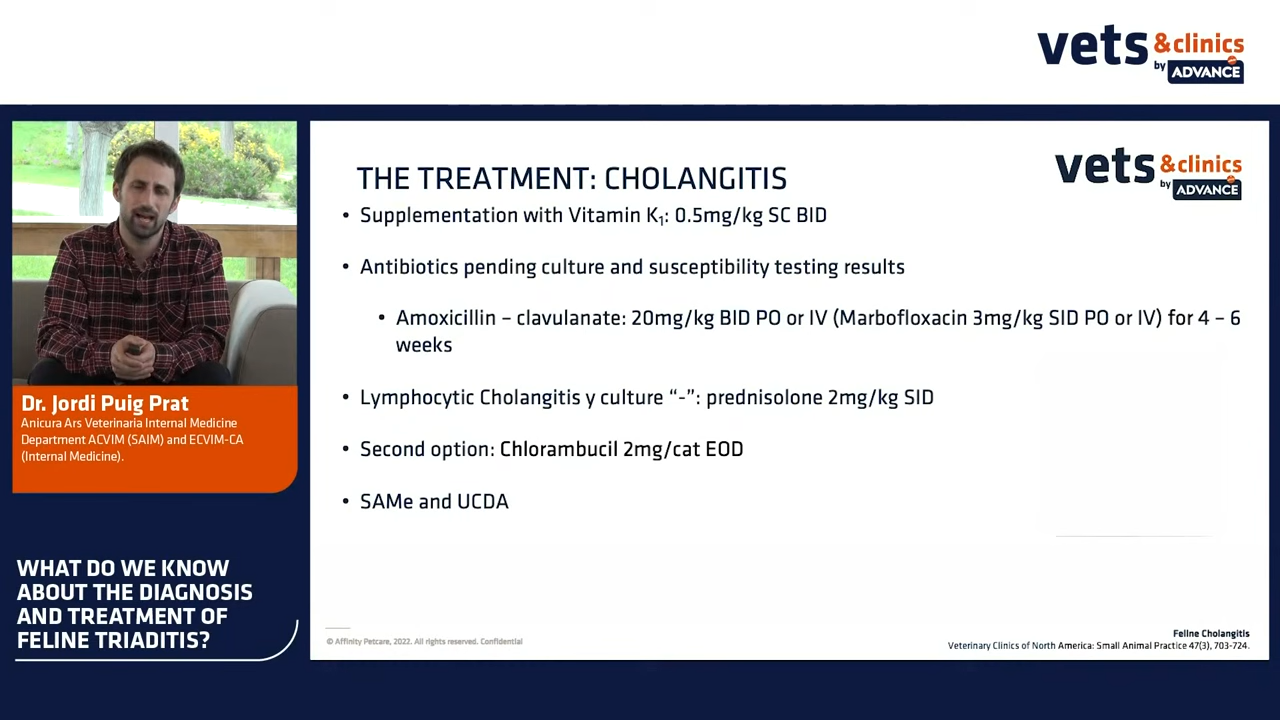 vets &clinics
by ADVANCE
vets &clinics
by ADVANCE
THE TREATMENT: CHOLANGITIS
• Supplementation with Vitamin K₁: 0.5mg/kg SC BID
• Antibiotics pending culture and susceptibility testing results
• Amoxicillin – clavulanate: 20mg/kg BID PO or IV (Marbofloxacin 3mg/kg SID PO or IV) for 4 – 6
weeks
• Lymphocytic Cholangitis y culture “-”: prednisolone 2mg/kg SID
• Second option: Chlorambucil 2mg/cat EOD
• SAMe and UCDA
© Affinity Petcare, 2022. All rights reserved. Confidential
Feline Cholangitis
Veterinary Clinics of North America: Small Animal Practice 47(3), 703-724.
Dr. Jordi Puig Prat
Anicura Ars Veterinaria Internal Medicine
Department ACVIM (SAIM) and ECVIM-CA
(Internal Medicine).
WHAT DO WE KNOW
ABOUT THE DIAGNOSIS
AND TREATMENT OF
FELINE TRIADITIS?